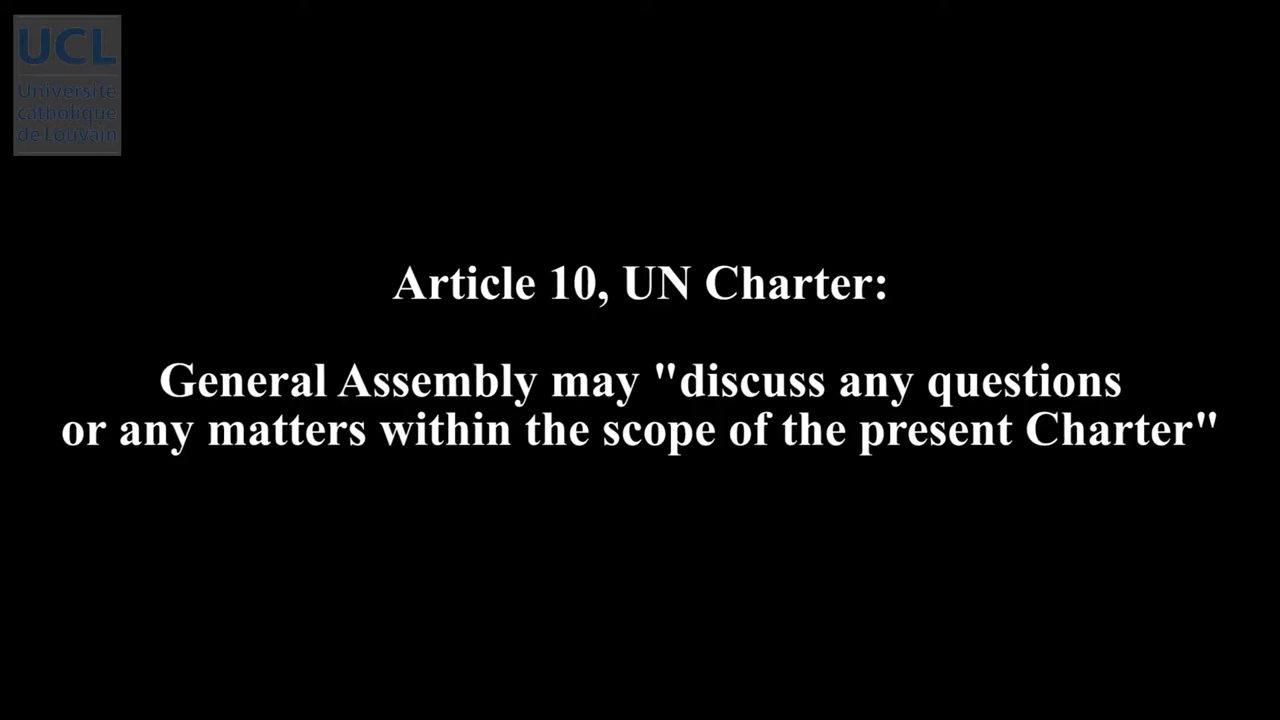 UCL
Université
catholique
de Louvain
Article 10, UN Charter:
General Assembly may "discuss any questions
or any matters within the scope of the present Charter"